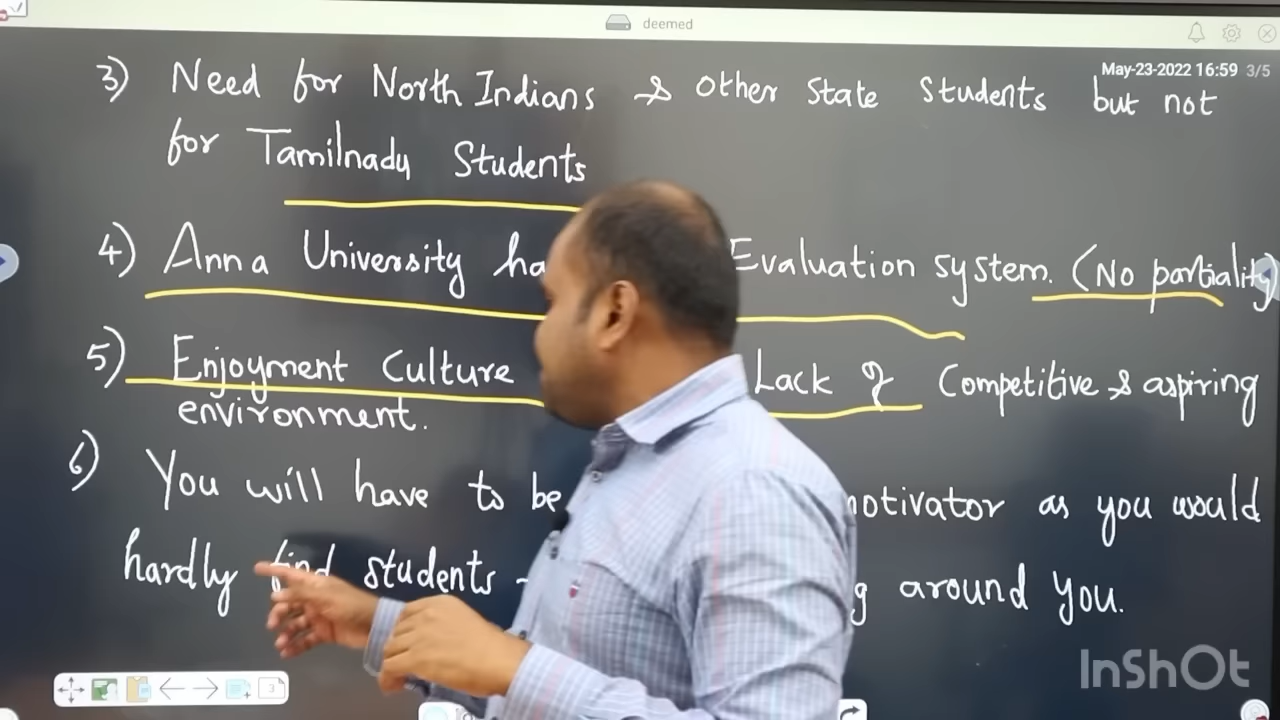 deemed
May-23-2022 16:59 3/5
3) Need for North Indians & other State Students but not
for Tamilnadu Students
4) Anna University Evaluation system. (No partiality)
5) Enjoyment Culture Lack of Competitive & aspiring
environment.
6) You will have to be as you would
hardly find students around you.
3
InShOt